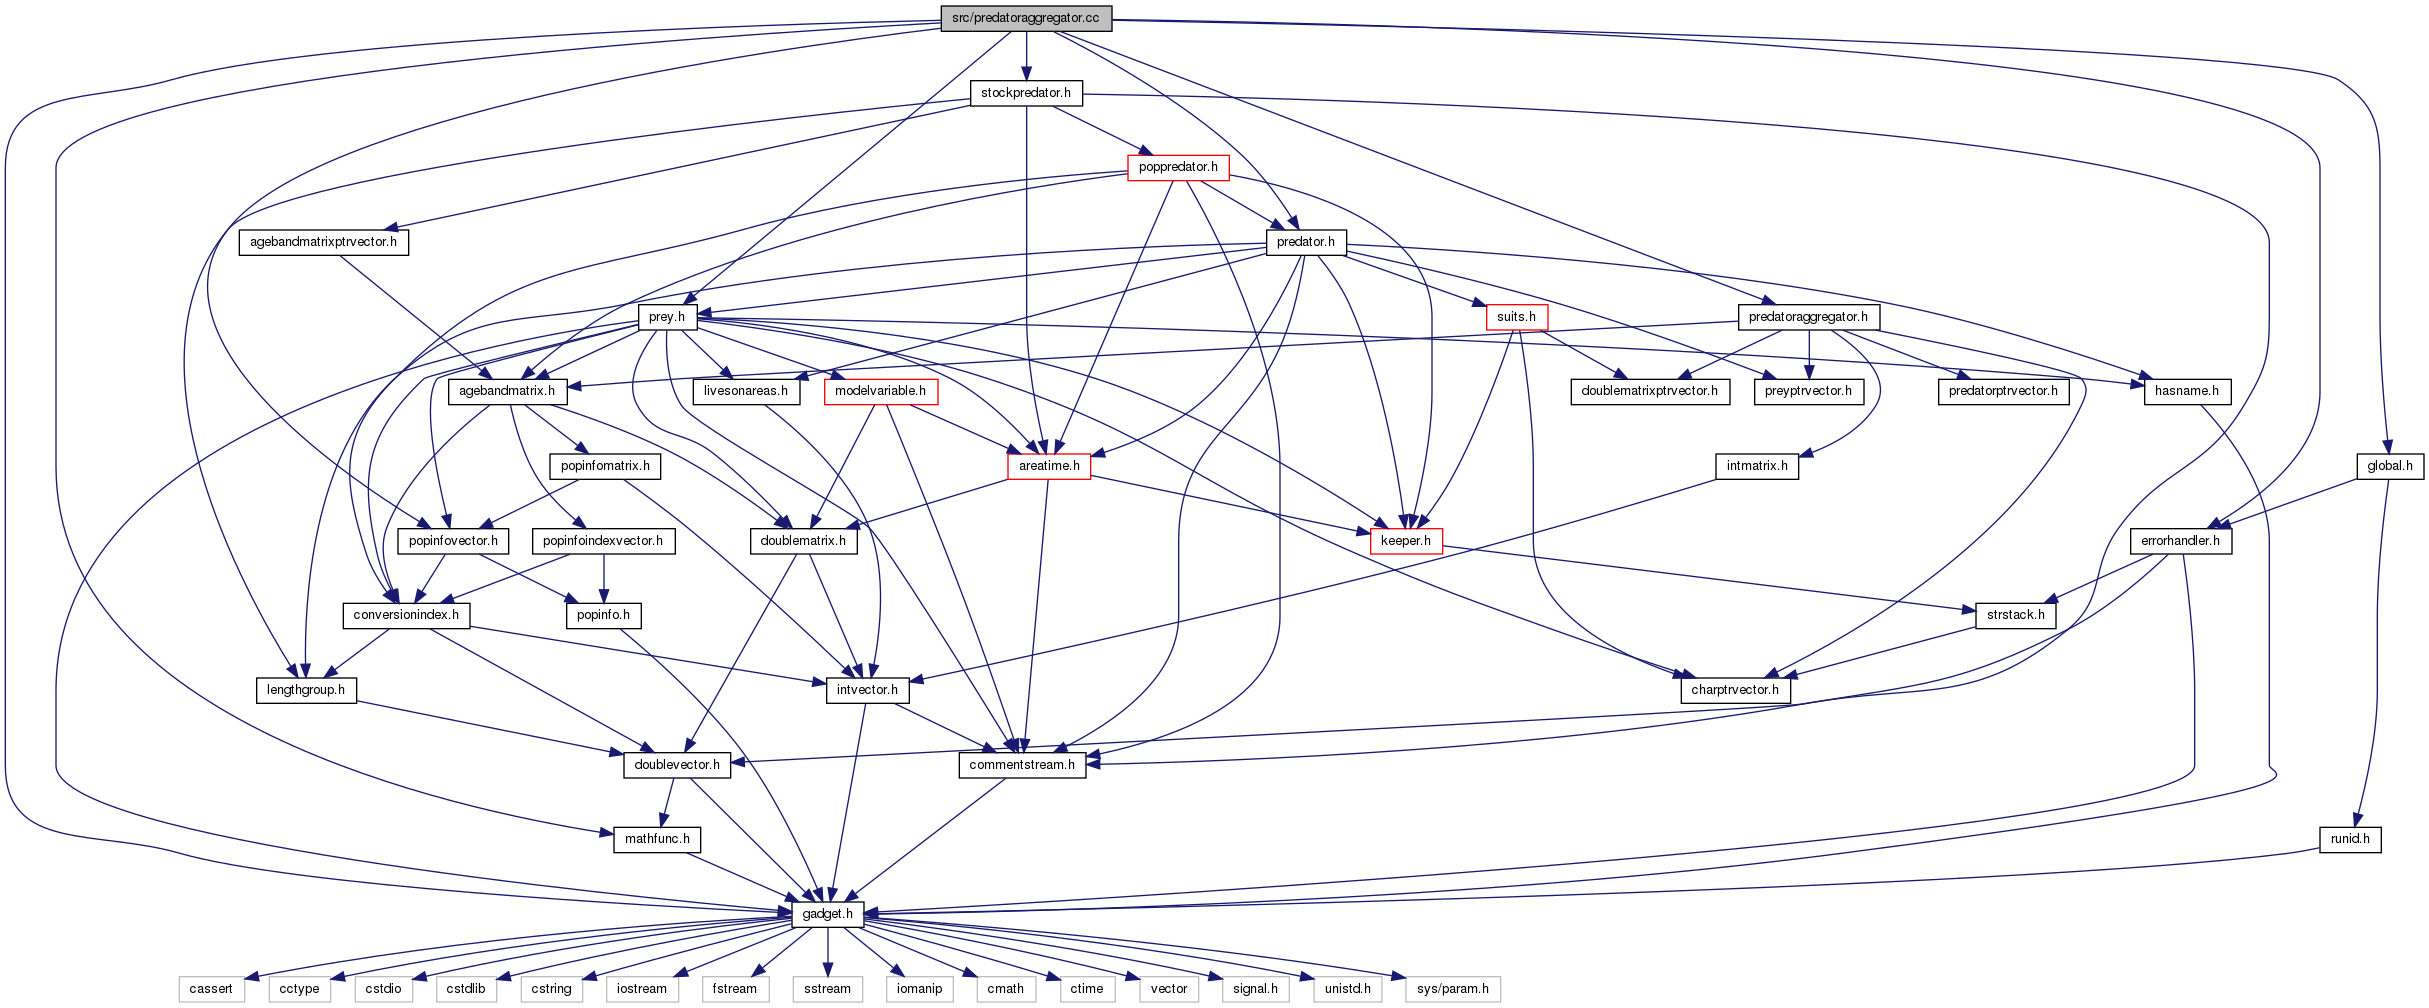 src/predatoraggregator.cc
stockpredator.h
poppredator.h
agebandmatrixptrvector.h
predator.h
prey.h
suits.h
predatoraggregator.h
agebandmatrix.h
livesonareas.h
modelvariable.h
doublematrixptrvector.h
preyptrvector.h
predatorptrvector.h
hasname.h
popinfomatrix.h
areatime.h
intmatrix.h
global.h
popinfovector.h
popinfoindexvector.h
doublematrix.h
keeper.h
errorhandler.h
conversionindex.h
popinfo.h
strstack.h
lengthgroup.h
intvector.h
charptrvector.h
doublevector.h
commentstream.h
mathfunc.h
runid.h
gadget.h
cassert
cctype
cstdio
cstdlib
cstring
iostream
fstream
sstream
iomanip
cmath
ctime
vector
signal.h
unistd.h
sys/param.h